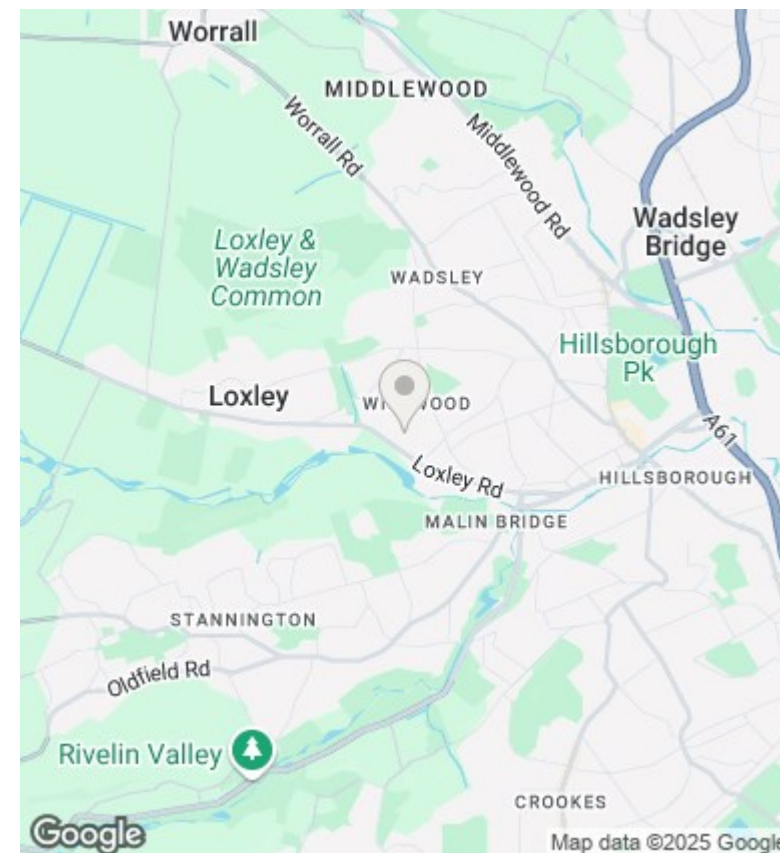 Worrall
MIDDLEWOOD
Worrall Rd
Middlewood Rd
Wadsley
Bridge
Loxley &
Wadsley
Common
WADSLEY
Hillsborough
Pk
Loxley
A61
Loxley Rd
HILLSBOROUGH
MALIN BRIDGE
STANNINGTON
Oldfield Rd
Rivelin Valley
CROOKES
Google
Map data ©2025 Google